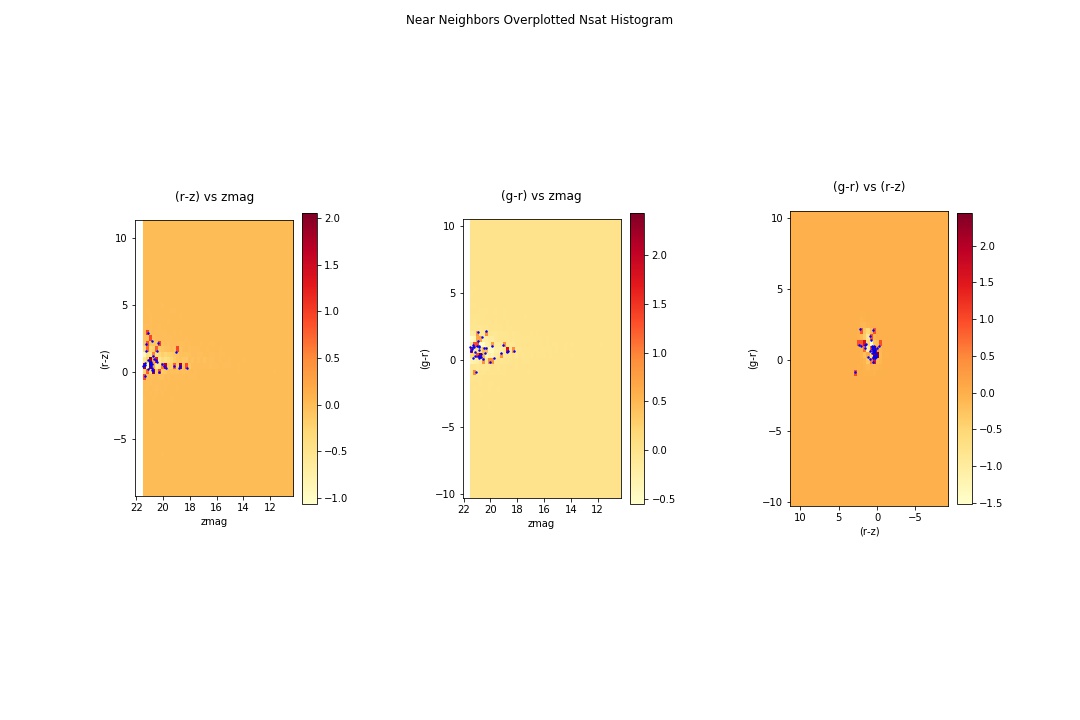 Near Neighbors Overplotted Nsat Histogram
(r-z) vs zmag
10
5
0
−5
(r-z)
22 20 18 16 14 12
zmag
2.0
1.5
1.0
0.5
0.0
−0.5
−1.0
(g-r) vs zmag
10
5
0
−5
−10
(g-r)
22 20 18 16 14 12
zmag
2.0
1.5
1.0
0.5
0.0
−0.5
(g-r) vs (r-z)
10
5
0
−5
−10
(g-r)
10 5 0 −5
(r-z)
2.0
1.5
1.0
0.5
0.0
−0.5
−1.0
−1.5